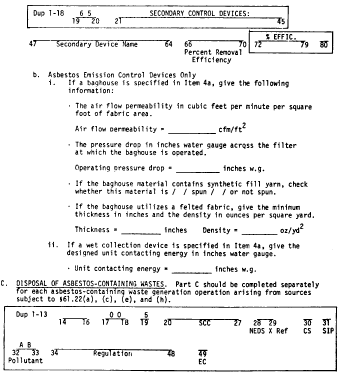 Dup 1-18 6 5 SECONDARY CONTROL DEVICES:
19 20 21 45
% EFFIC.
47 Secondary Device Name 64 66 70 72 79 80
Percent Removal
Efficiency
b. Asbestos Emission Control Devices Only
i. If a baghouse is specified in Item 4a, give the following
information:
· The air flow permeability in cubic feet per minute per square
foot of fabric area.
Air flow permeability = ________ cfm/ft²
· The pressure drop in inches water gauge across the filter
at which the baghouse is operated.
Operating pressure drop = ________ inches w.g.
· If the baghouse material contains synthetic fill yarn, check
whether this material is / / spun / / or not spun.
· If the baghouse utilizes a felted fabric, give the minimum
thickness in inches and the density in ounces per square yard.
Thickness = ________ inches Density = ________ oz/yd²
ii. If a wet collection device is specified in Item 4a, give the
designed unit contacting energy in inches water gauge.
· Unit contacting energy = ________ inches w.g.
C. DISPOSAL OF ASBESTOS-CONTAINING WASTES. Part C should be completed separately
for each asbestos-containing waste generation operation arising from sources
subject to §61.22(a), (c), (e), and (h).
Dup 1-13 0 0 5
14 16 17 18 19 20 SCC 27 28 29 30 31
NEDS X Ref CS SIP
A B
32 33 34 Regulation 48 49
Pollutant EC